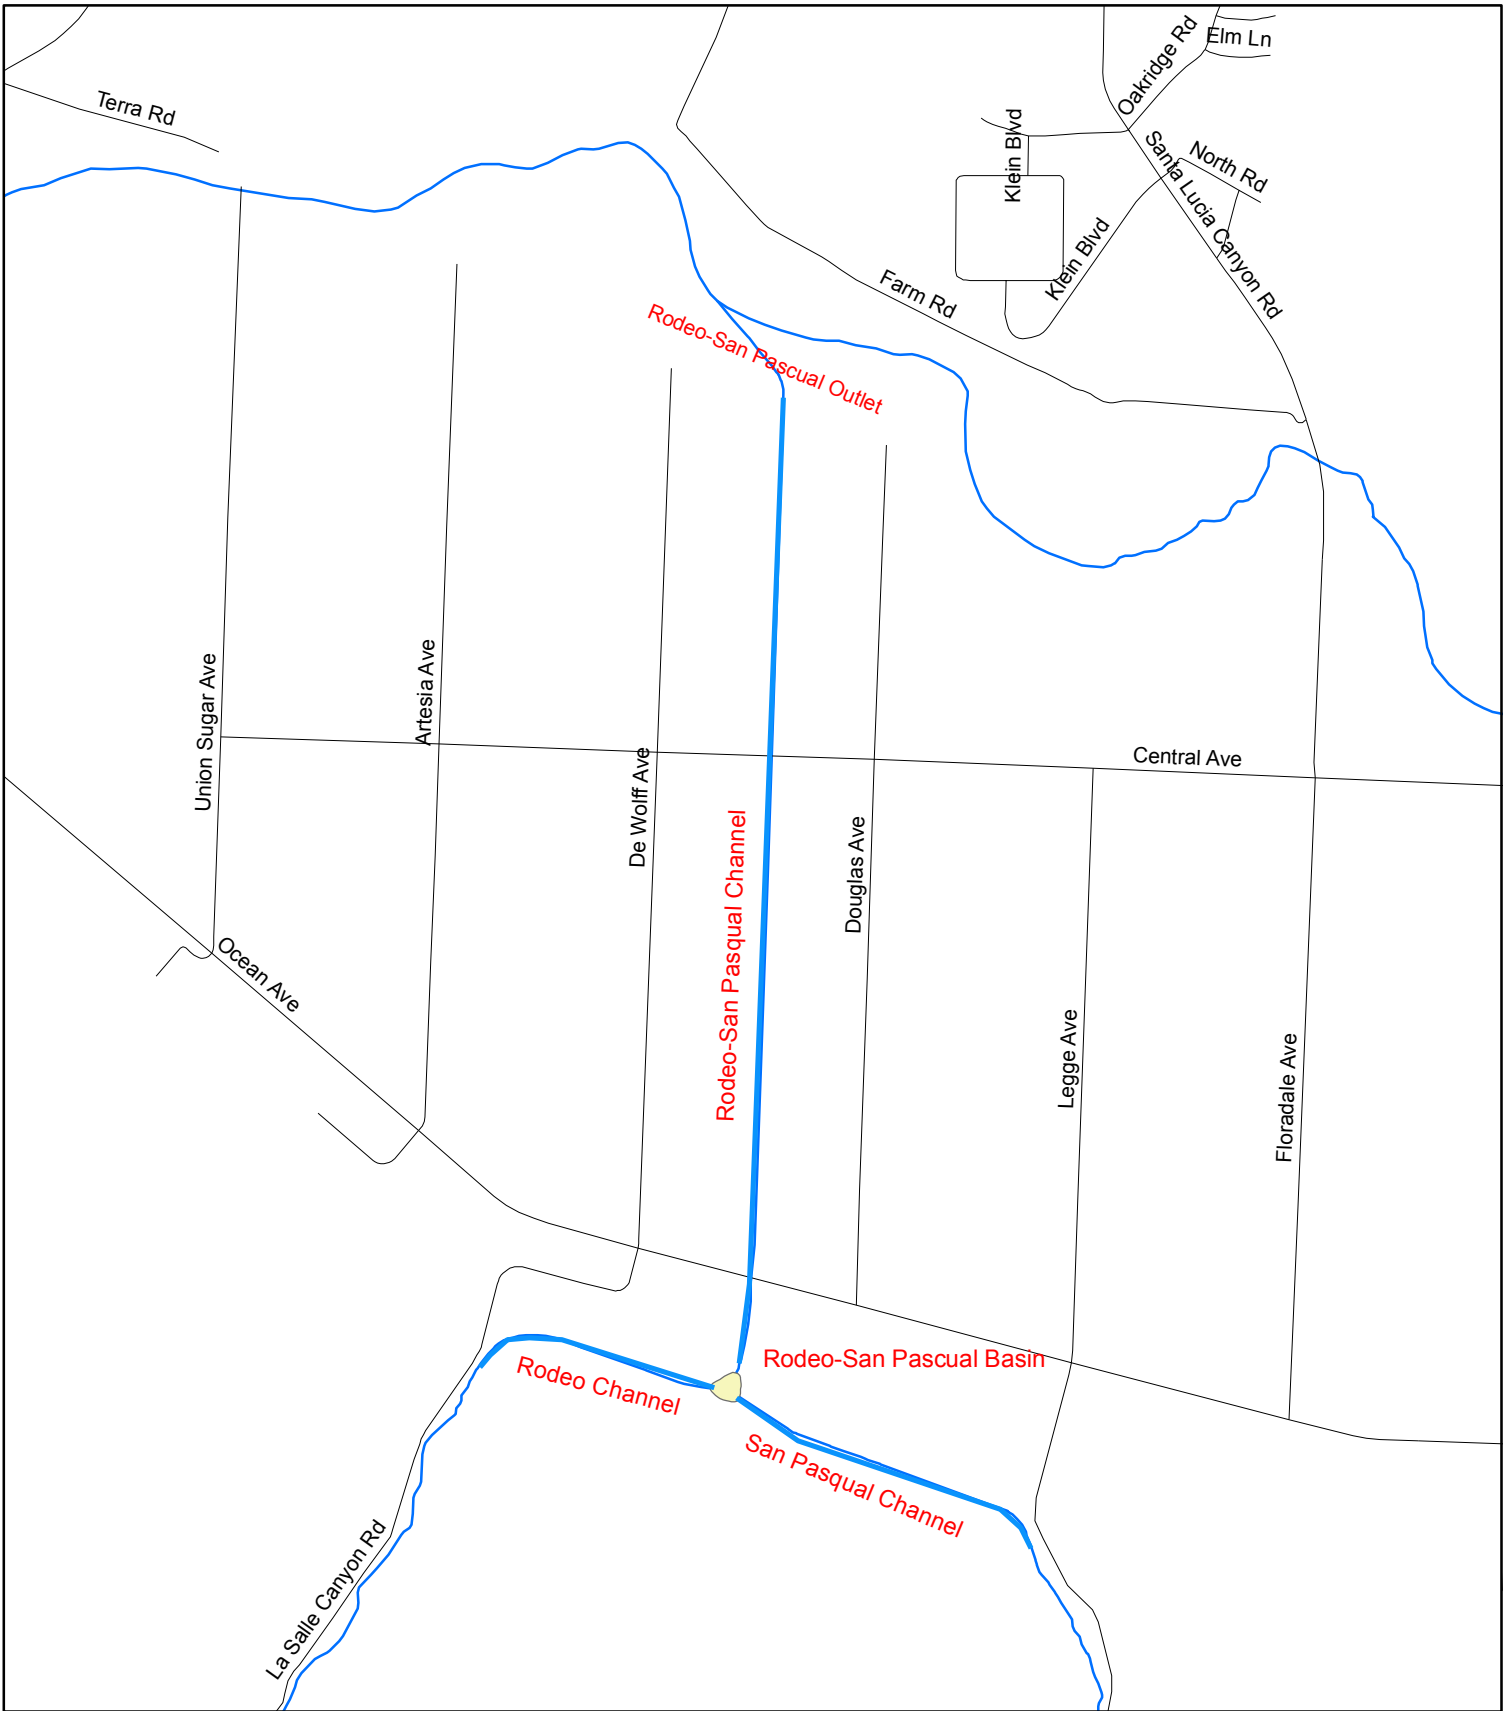 Elm Ln
Oakridge Rd
Terra Rd
Klein Blvd
North Rd
Santa Lucia Canyon Rd
Klein Blvd
Farm Rd
Rodeo-San Pascual Outlet
Union Sugar Ave
Artesia Ave
De Wolff Ave
Central Ave
Rodeo-San Pasqual Channel
Douglas Ave
Ocean Ave
Legge Ave
Floradale Ave
Rodeo-San Pascual Basin
Rodeo Channel
San Pasqual Channel
La Salle Canyon Rd